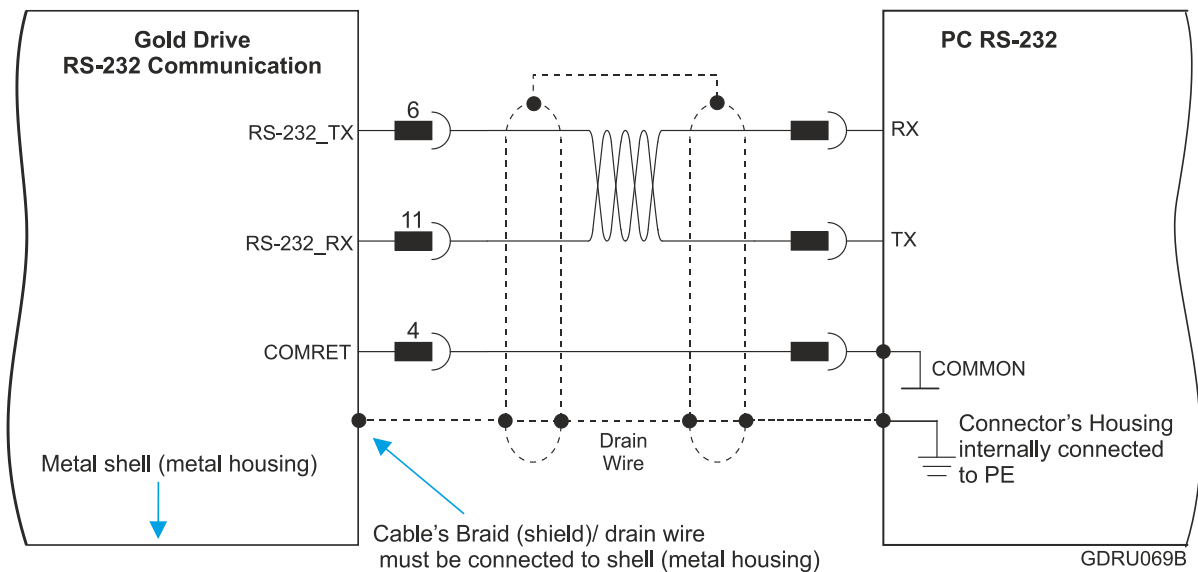 Gold Drive
RS-232 Communication
PC RS-232
6
RS-232_TX
RX
11
RS-232_RX
TX
4
COMRET
COMMON
Drain
Wire
Connector's Housing
internally connected
to PE
Metal shell (metal housing)
Cable's Braid (shield)/ drain wire
must be connected to shell (metal housing)
GDRU069B